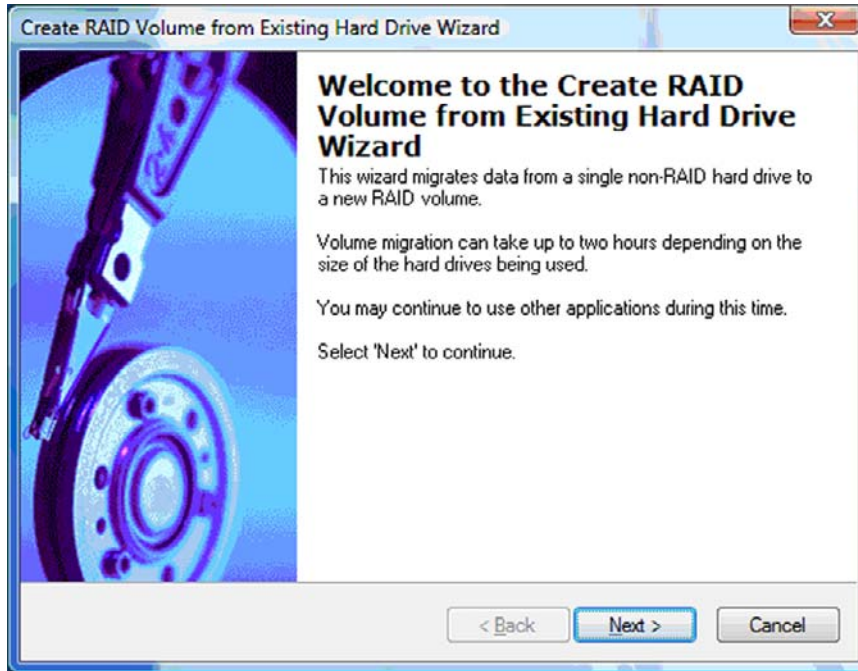 Create RAID Volume from Existing Hard Drive Wizard
Welcome to the Create RAID
Volume from Existing Hard Drive
Wizard
This wizard migrates data from a single non-RAID hard drive to
a new RAID volume.
Volume migration can take up to two hours depending on the
size of the hard drives being used.
You may continue to use other applications during this time.
Select 'Next' to continue.
< Back
Next >
Cancel